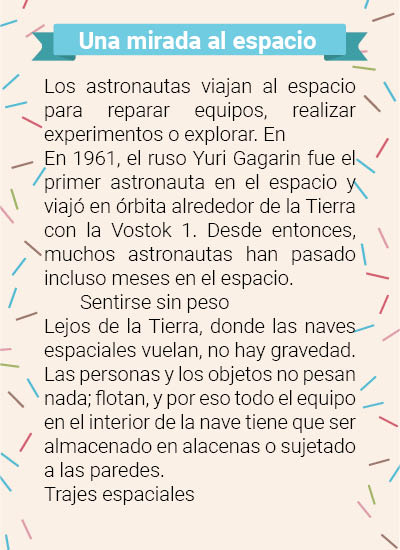 Una mirada al espacio
Los astronautas viajan al espacio
para reparar equipos, realizar
experimentos o explorar. En
En 1961, el ruso Yuri Gagarin fue el
primer astronauta en el espacio y
viajó en órbita alrededor de la Tierra
con la Vostok 1. Desde entonces,
muchos astronautas han pasado
incluso meses en el espacio.
Sentirse sin peso
Lejos de la Tierra, donde las naves
espaciales vuelan, no hay gravedad.
Las personas y los objetos no pesan
nada; flotan, y por eso todo el equipo
en el interior de la nave tiene que ser
almacenado en alacenas o sujetado
a las paredes.
Trajes espaciales